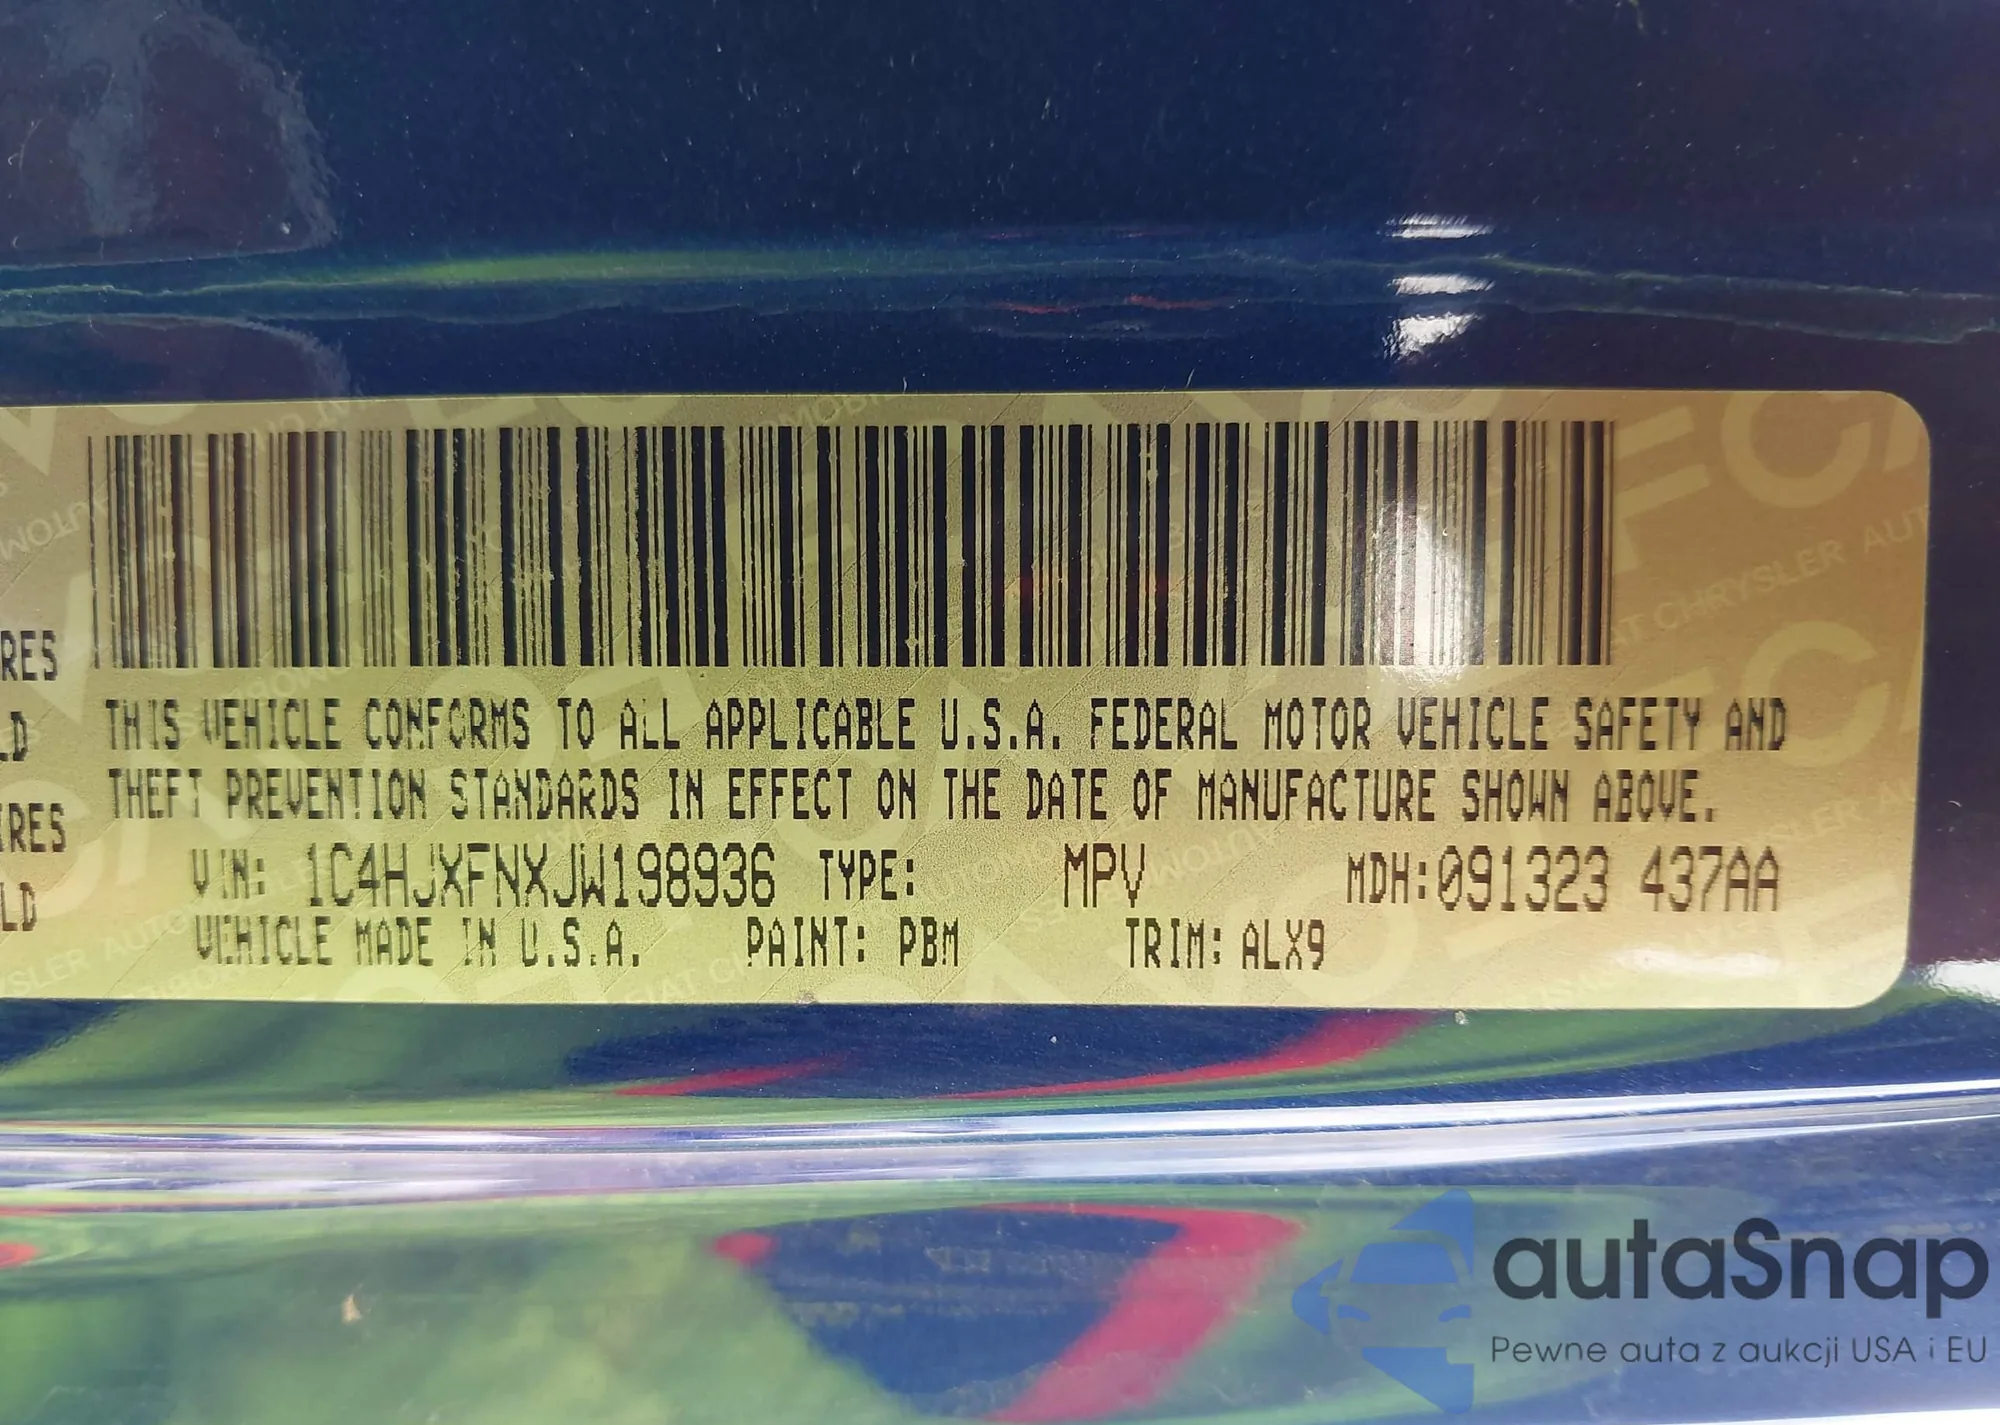 RES
LD
IRES
LD
THIS VEHICLE CONFORMS TO ALL APPLICABLE U.S.A. FEDERAL MOTOR VEHICLE SAFETY AND
THEFT PREVENTION STANDARDS IN EFFECT ON THE DATE OF MANUFACTURE SHOWN ABOVE.
VIN: 1C4HJXFNXJW198936 TYPE: MPV MDH:091323 437AA
VEHICLE MADE IN U.S.A. PAINT: PBM TRIM: ALX9
autaSnap
Pewne auta z aukcji USA i EU